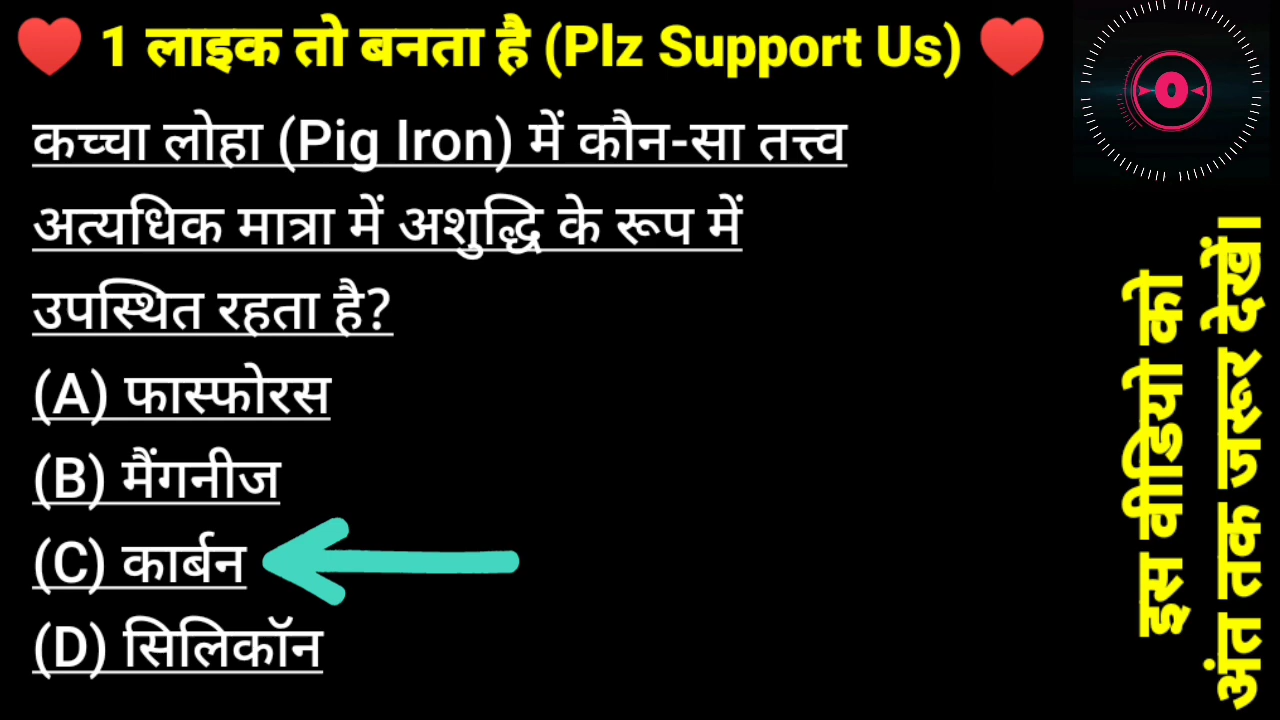 ❤️ 1 लाइक तो बनता है (Plz Support Us) ❤️
कच्चा लोहा (Pig Iron) में कौन-सा तत्त्व
अत्यधिक मात्रा में अशुद्धि के रूप में
उपस्थित रहता है?
(A) फास्फोरस
(B) मैंगनीज
(C) कार्बन
(D) सिलिकॉन
इस वीडियो को
अंत तक जरूर देखें।